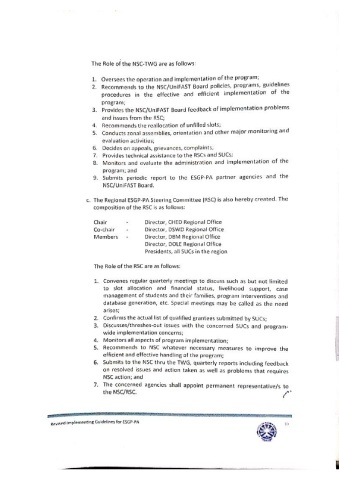 The Role of the NSC-TWG are as follows:
1. Oversees the operation and implementation of the program;
2. Recommends to the NSC/UniFAST Board policies, programs, guidelines
procedures in the effective and efficient implementation of the
program;
3. Provides the NSC/UniFAST Board feedback of implementation problems
and issues from the RSC;
4. Recommends the reallocation of unfilled slots;
5. Conducts zonal assemblies, orientation and other major monitoring and
evaluation activities;
6. Decides on appeals, grievances, complaints;
7. Provides technical assistance to the RSCs and SUCs;
8. Monitors and evaluate the administration and implementation of the
program; and
9. Submits periodic report to the ESGP-PA partner agencies and the
NSC/UniFAST Board.
c. The Regional ESGP-PA Steering Committee (RSC) is also hereby created. The
composition of the RSC is as follows:
Chair - Director, CHED Regional Office
Co-chair - Director, DSWD Regional Office
Members - Director, DBM Regional Office
Director, DOLE Regional Office
Presidents, all SUCs in the region
The Role of the RSC are as follows:
1. Convenes regular quarterly meetings to discuss such as but not limited
to slot allocation and financial status, livelihood support, case
management of students and their families, program interventions and
database generation, etc. Special meetings may be called as the need
arises;
2. Confirms the actual list of qualified grantees submitted by SUCs;
3. Discusses/threshes-out issues with the concerned SUCs and program-
wide implementation concerns;
4. Monitors all aspects of program implementation;
5. Recommends to NSC whatever necessary measures to improve the
efficient and effective handling of the program;
6. Submits to the NSC thru the TWG, quarterly reports including feedback
on resolved issues and action taken as well as problems that requires
NSC action; and
7. The concerned agencies shall appoint permanent representative/s to
the NSC/RSC.
Revised Implementing Guidelines for ESGP-PA